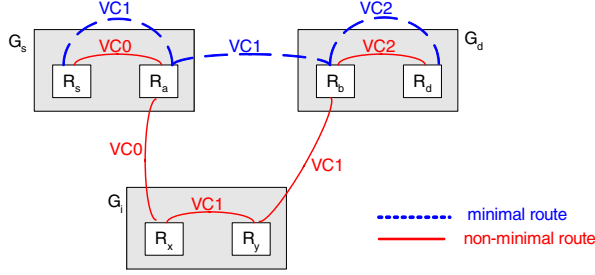 VC1
VC2
G_s
VC0
VC1
VC2
G_d
R_s
R_a
R_b
R_d
VC0
VC1
G_i
VC1
R_x
R_y
minimal route
non-minimal route